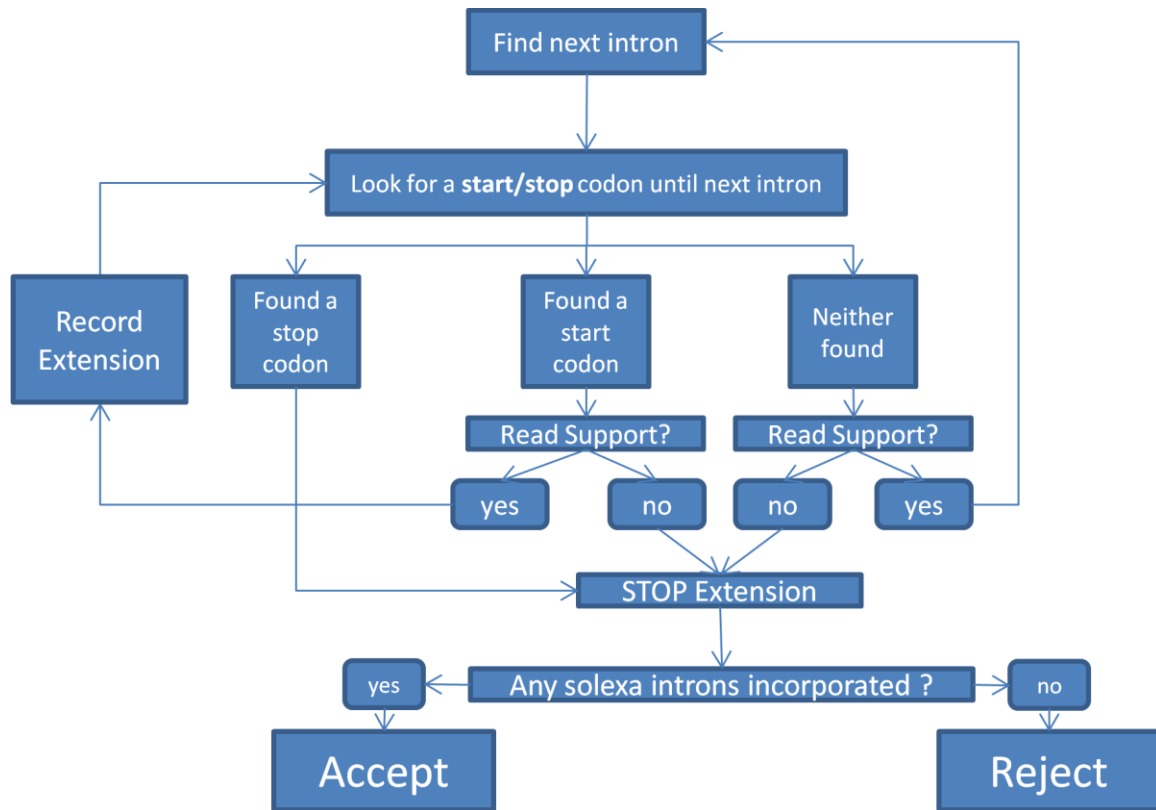 Find next intron
Look for a start/stop codon until next intron
Record
Extension
Found a
stop
codon
Found a
start
codon
Neither
found
Read Support?
Read Support?
yes
no
no
yes
STOP Extension
Any solexa introns incorporated ?
yes
no
Accept
Reject